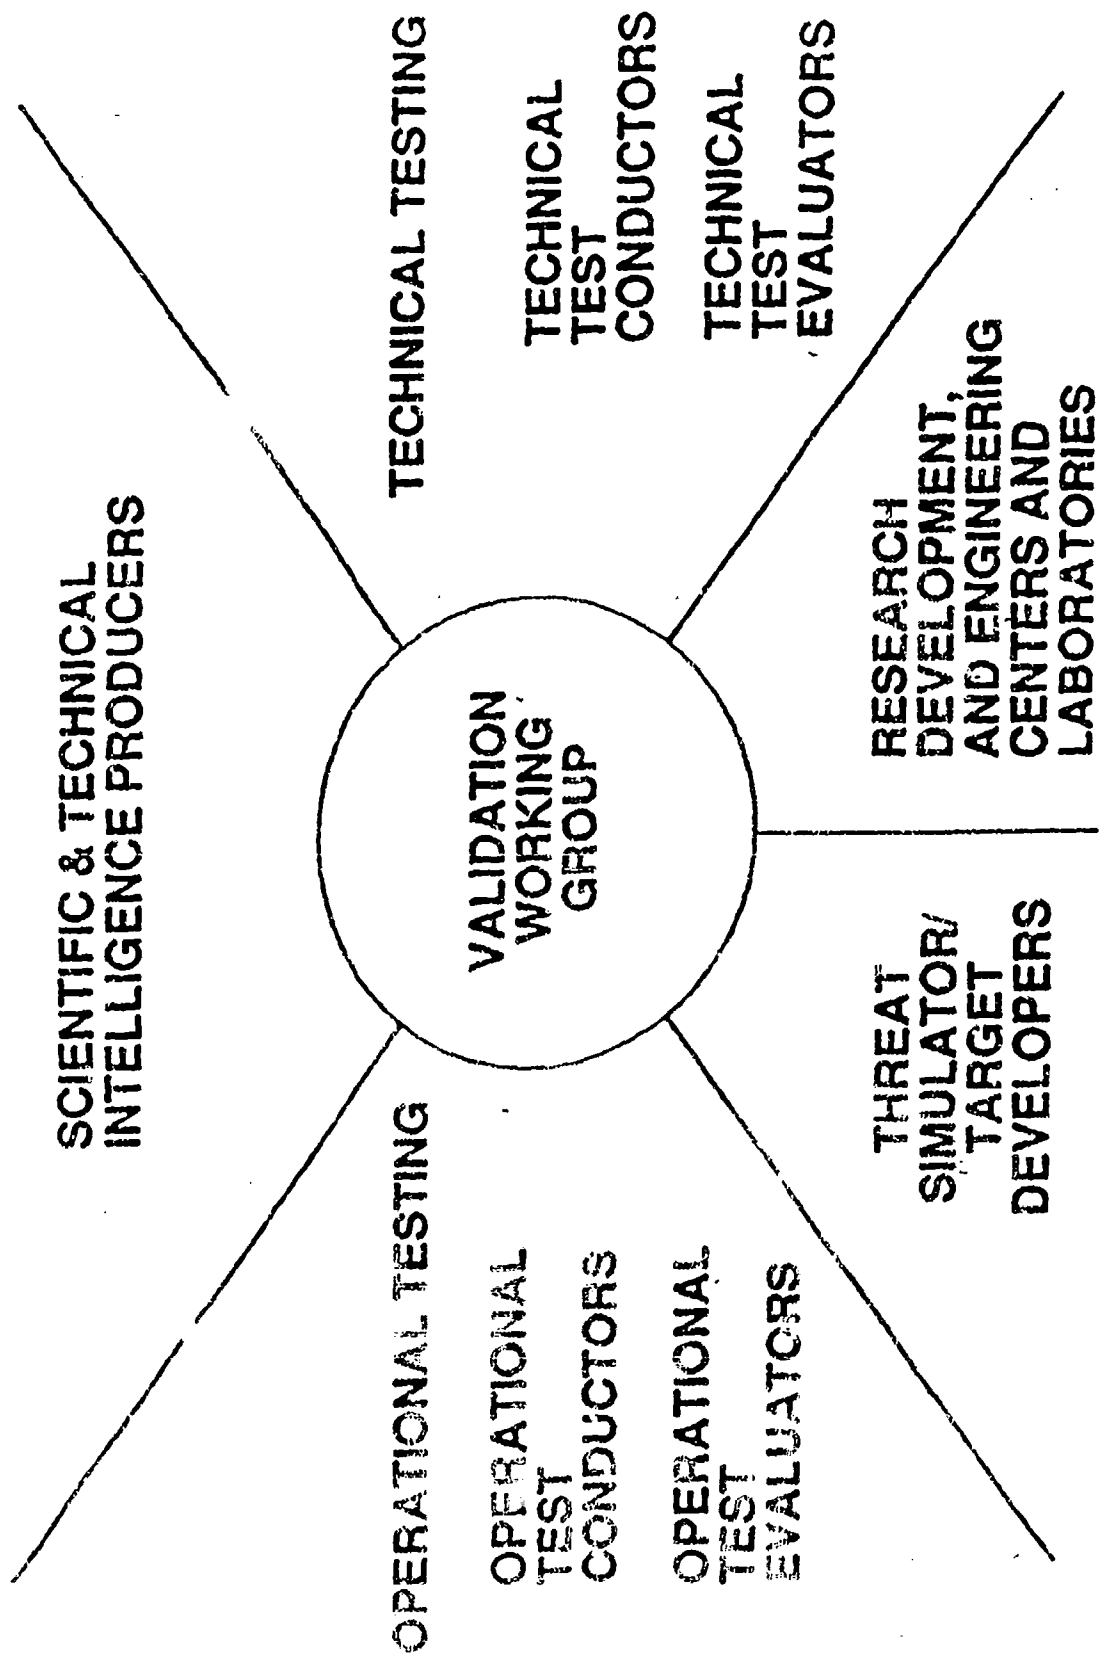 SCIENTIFIC & TECHNICAL
INTELLIGENCE PRODUCERS
OPERATIONAL TESTING
OPERATIONAL
TEST
CONDUCTORS
OPERATIONAL
TEST
EVALUATORS
VALIDATION
WORKING
GROUP
TECHNICAL TESTING
TECHNICAL
TEST
CONDUCTORS
TECHNICAL
TEST
EVALUATORS
THREAT
SIMULATOR/
TARGET
DEVELOPERS
RESEARCH
DEVELOPMENT,
AND ENGINEERING
CENTERS AND
LABORATORIES